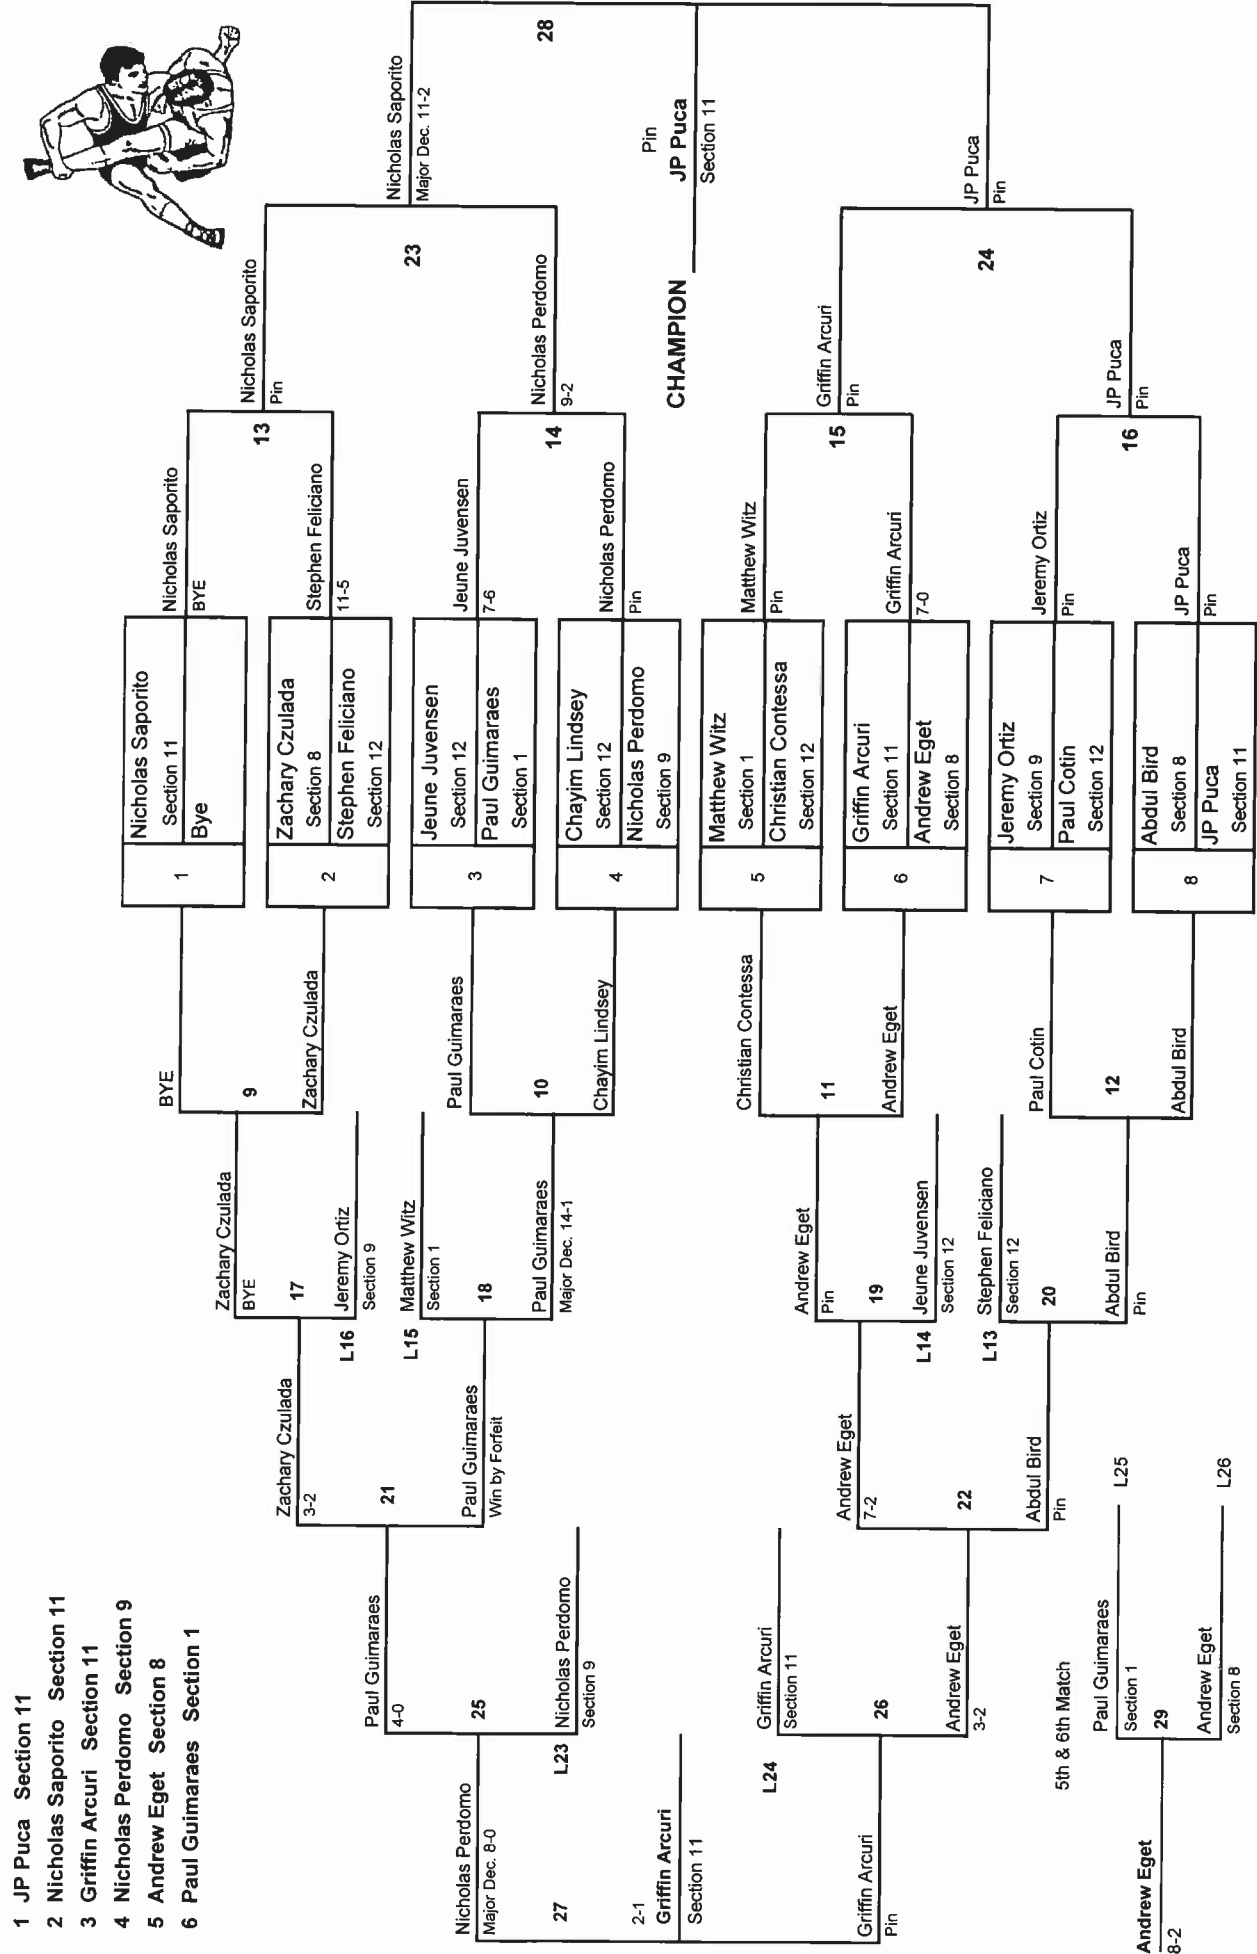 1 JP Puca Section 11
2 Nicholas Saporito Section 11
3 Griffin Arcuri Section 11
4 Nicholas Perdomo Section 9
5 Andrew Eget Section 8
6 Paul Guimaraes Section 1
1
Nicholas Saporito
Section 11
Bye
2
Zachary Czulada
Section 8
Stephen Feliciano
Section 12
3
Jeune Juvensen
Section 12
Paul Guimaraes
Section 1
4
Chayim Lindsey
Section 12
Nicholas Perdomo
Section 9
5
Matthew Witz
Section 1
Christian Contessa
Section 12
6
Griffin Arcuri
Section 11
Andrew Eget
Section 8
7
Jeremy Ortiz
Section 9
Paul Cotin
Section 12
8
Abdul Bird
Section 8
JP Puca
Section 11
Nicholas Saporito
BYE
13
Stephen Feliciano
11-5
Jeune Juvensen
7-6
14
Nicholas Perdomo
Pin
Matthew Witz
Pin
15
Griffin Arcuri
7-0
Jeremy Ortiz
Pin
16
JP Puca
Pin
Nicholas Saporito
Pin
23
Nicholas Perdomo
9-2
Griffin Arcuri
Pin
24
JP Puca
Pin
Nicholas Saporito
Major Dec. 11-2
28
JP Puca
Pin
CHAMPION
Pin
JP Puca
Section 11
BYE
9
Zachary Czulada
Paul Guimaraes
10
Chayim Lindsey
Christian Contessa
11
Andrew Eget
Paul Cotin
12
Abdul Bird
Zachary Czulada
BYE
17
Jeremy Ortiz
Section 9
L16
Matthew Witz
Section 1
L15
18
Paul Guimaraes
Major Dec. 14-1
Andrew Eget
Pin
19
Jeune Juvensen
Section 12
L14
Stephen Feliciano
Section 12
L13
20
Abdul Bird
Pin
Zachary Czulada
3-2
21
Paul Guimaraes
Win by Forfeit
Andrew Eget
7-2
22
Abdul Bird
Pin
Paul Guimaraes
4-0
25
Nicholas Perdomo
Section 9
L23
Griffin Arcuri
Section 11
L24
26
Andrew Eget
3-2
Nicholas Perdomo
Major Dec. 8-0
27
2-1
Griffin Arcuri
Section 11
Griffin Arcuri
Pin
5th & 6th Match
Paul Guimaraes
Section 1
L25
29
Andrew Eget
Section 8
L26
Andrew Eget
8-2